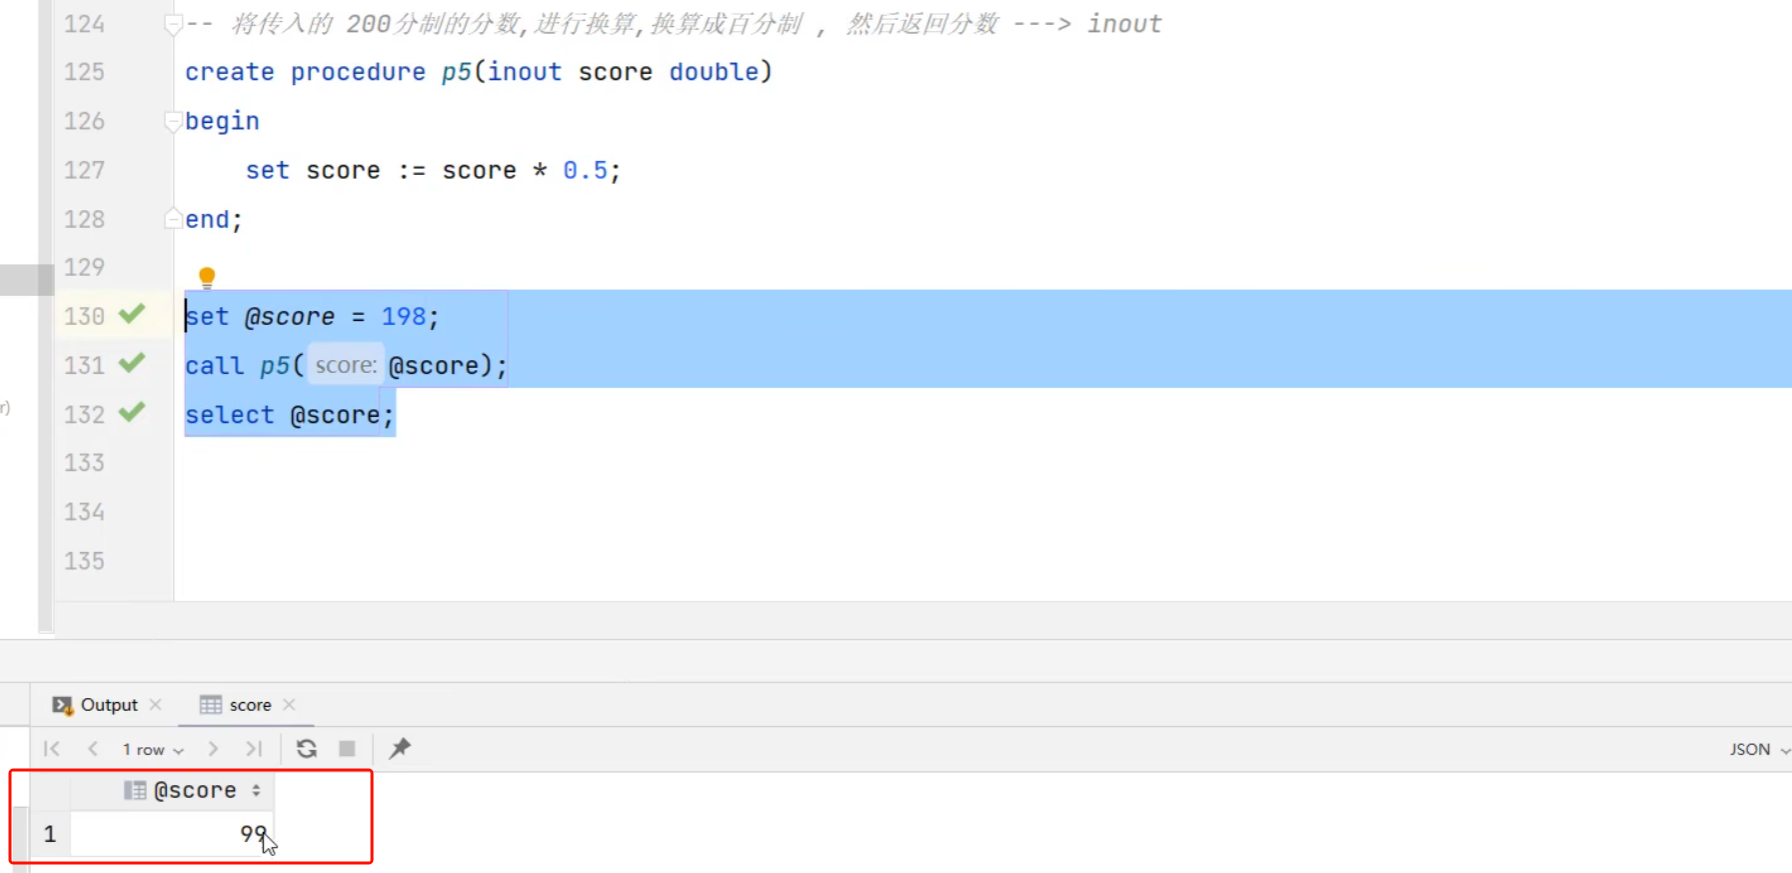 124 -- 将传入的 200分制的分数,进行换算,换算成百分制 , 然后返回分数 ---> inout
125 create procedure p5(inout score double)
126 begin
127 set score := score * 0.5;
128 end;
129
130 set @score = 198;
131 call p5( score: @score);
r)
132 select @score;
133
134
135
Output score
1 row JSON
@score
1 99